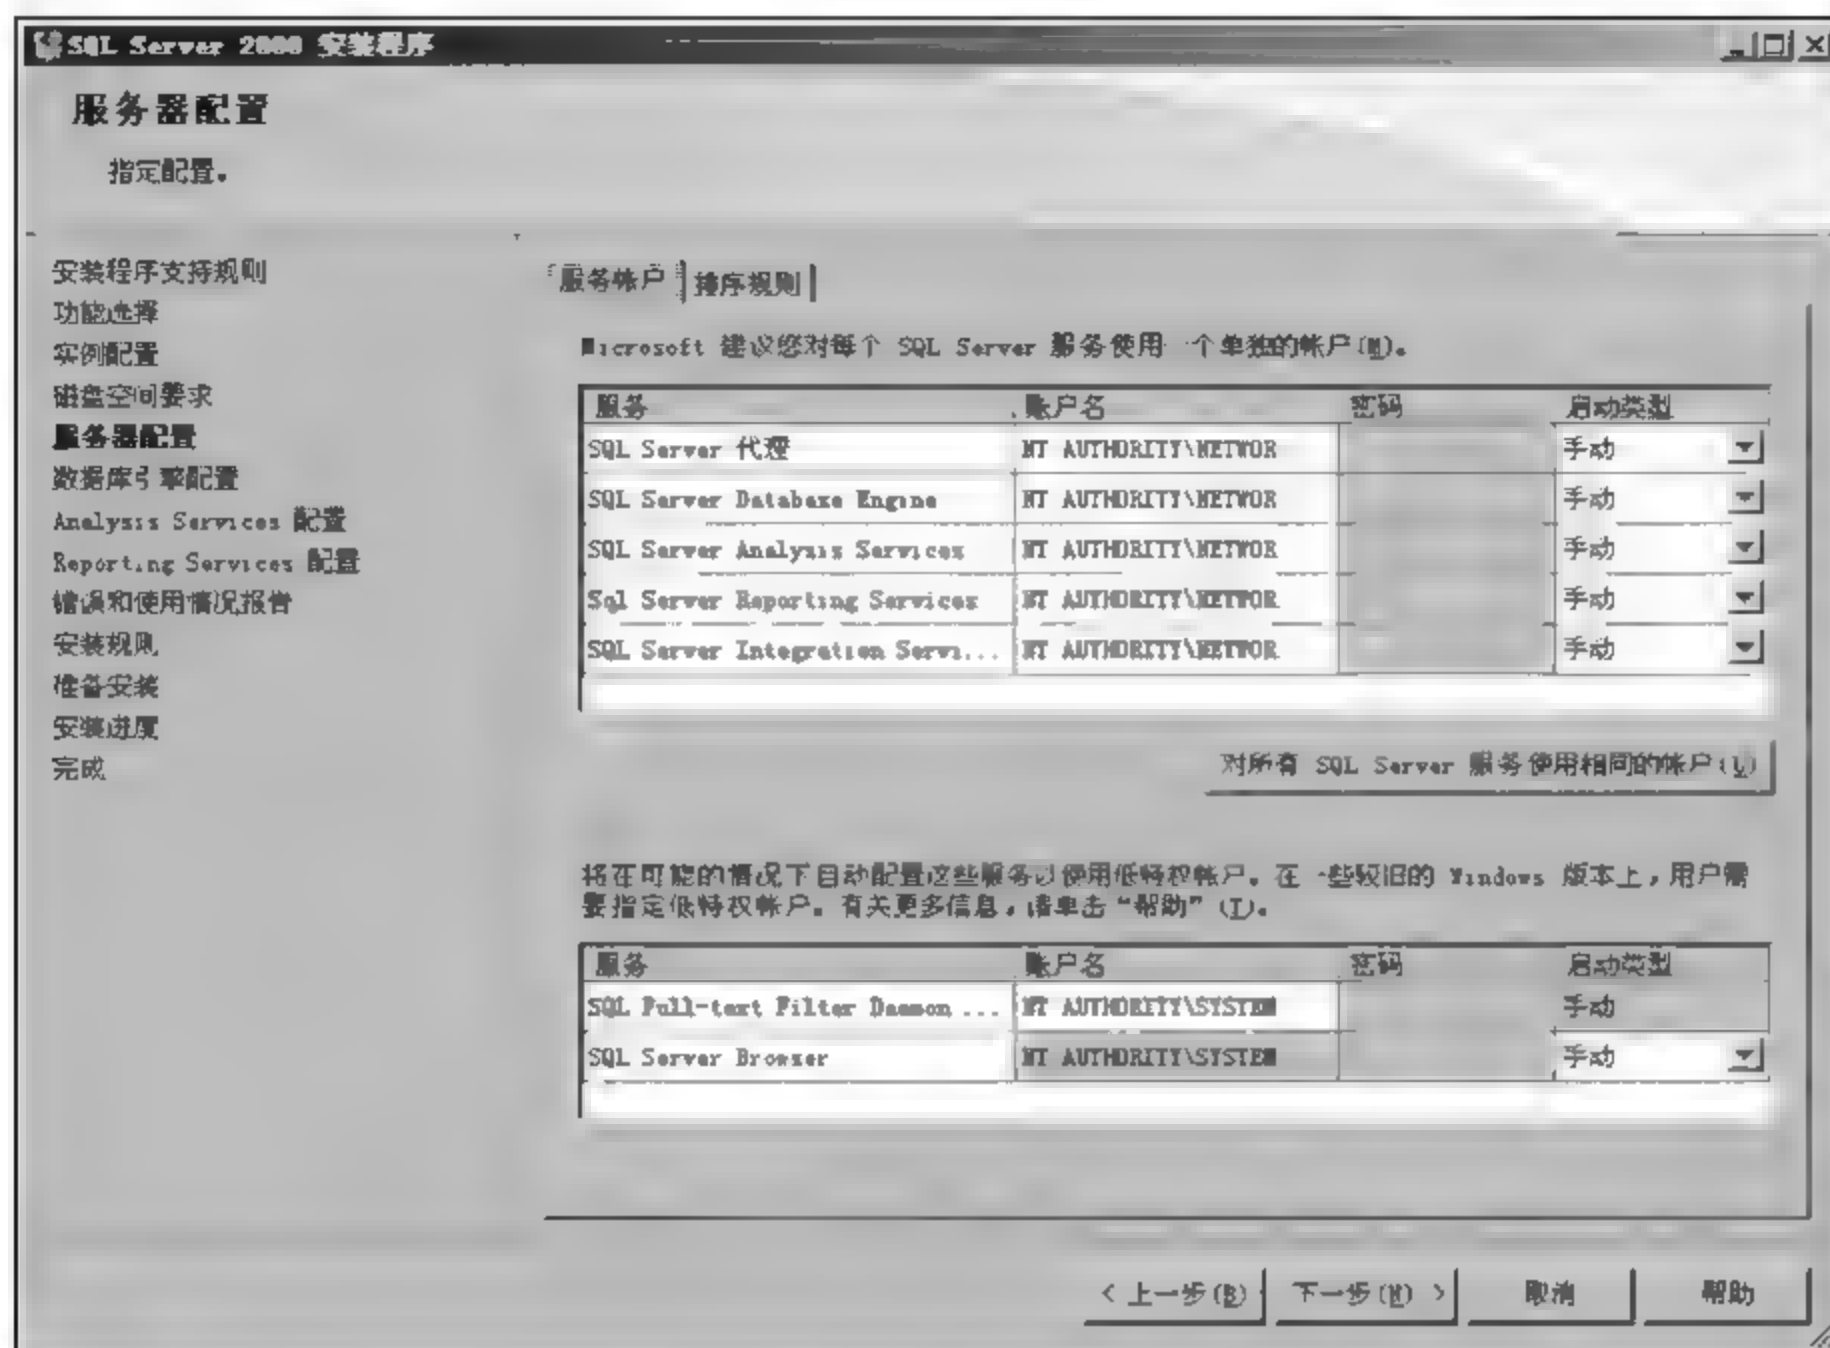 SQL Server 2008 安装程序
服务器配置
指定配置。
安装程序支持规则
功能选择
实例配置
磁盘空间要求
服务器配置
数据库引擎配置
Analysis Services 配置
Reporting Services 配置
错误和使用情况报告
安装规则
准备安装
安装进度
完成
服务帐户 排序规则
Microsoft 建议您对每个 SQL Server 服务使用一个单独的帐户(M)。
服务 账户名 密码 启动类型
SQL Server 代理 NT AUTHORITY\NETWOR 手动
SQL Server Database Engine NT AUTHORITY\NETWOR 手动
SQL Server Analysis Services NT AUTHORITY\NETWOR 手动
Sql Server Reporting Services NT AUTHORITY\NETWOR 手动
SQL Server Integration Servi... NT AUTHORITY\NETWOR 手动
对所有 SQL Server 服务使用相同的帐户(U)
将在可能的情况下自动配置这些服务以使用低特权帐户。在一些较旧的 Windows 版本上，用户需
要指定低特权帐户。有关更多信息，请单击“帮助”(I)。
服务 账户名 密码 启动类型
SQL Full-text Filter Daemon ... NT AUTHORITY\SYSTEM 手动
SQL Server Browser NT AUTHORITY\SYSTEM 手动
< 上一步(B) 下一步(N) > 取消 帮助